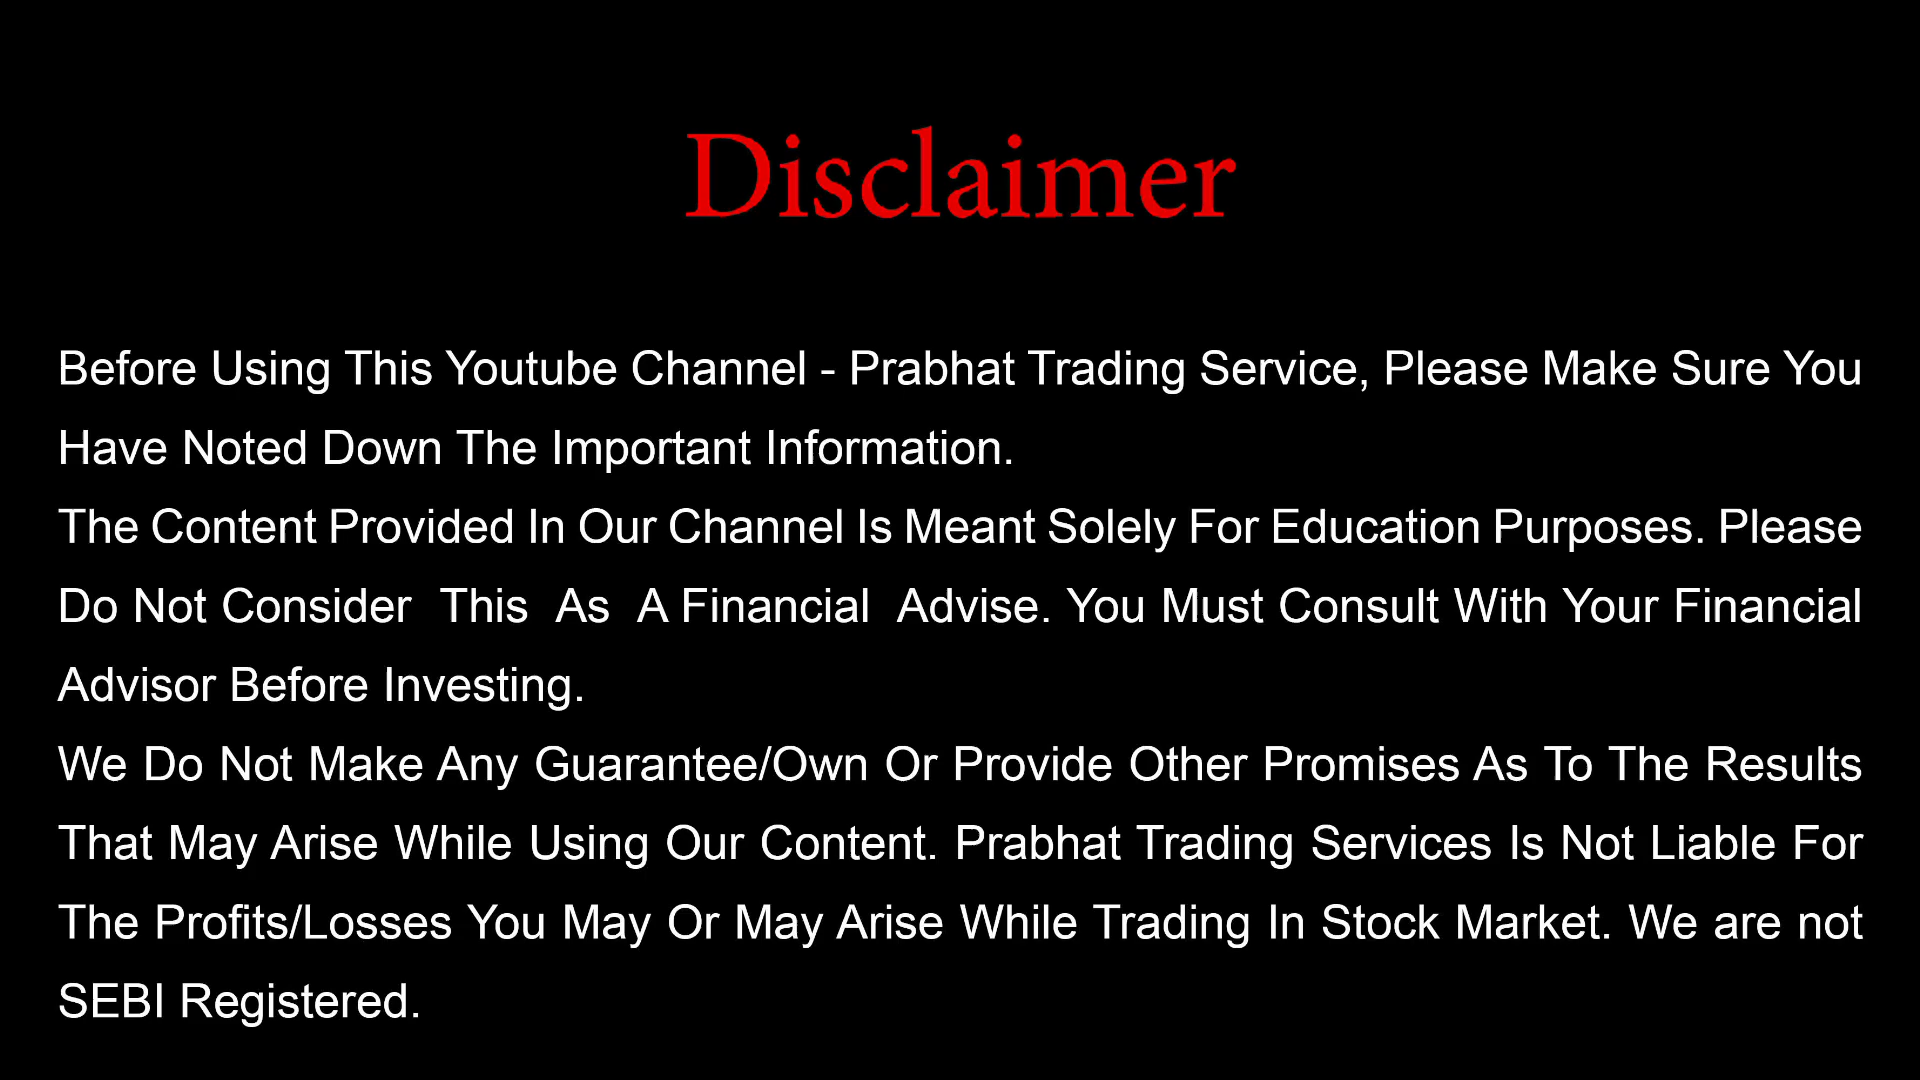 Disclaimer
Before Using This Youtube Channel - Prabhat Trading Service, Please Make Sure You
Have Noted Down The Important Information.
The Content Provided In Our Channel Is Meant Solely For Education Purposes. Please
Do Not Consider This As A Financial Advise. You Must Consult With Your Financial
Advisor Before Investing.
We Do Not Make Any Guarantee/Own Or Provide Other Promises As To The Results
That May Arise While Using Our Content. Prabhat Trading Services Is Not Liable For
The Profits/Losses You May Or May Arise While Trading In Stock Market. We are not
SEBI Registered.